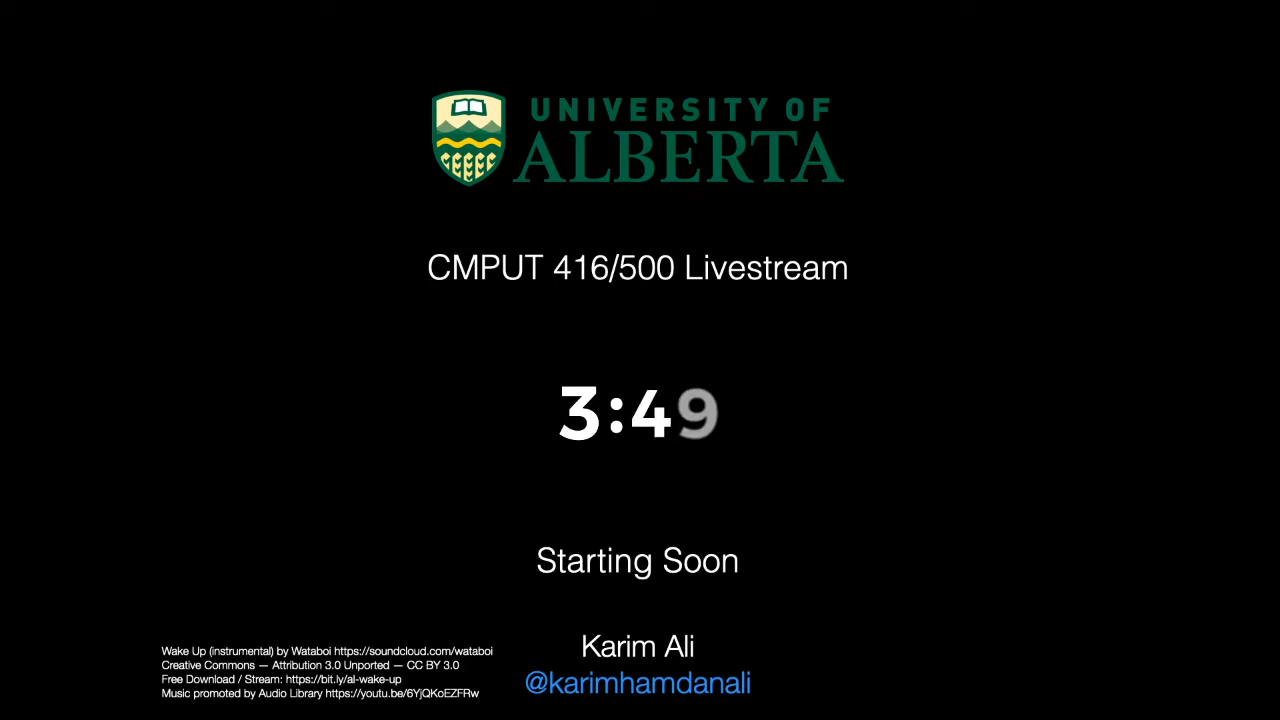 UNIVERSITY OF
ALBERTA
CMPUT 416/500 Livestream
3:49
Starting Soon
Karim Ali
@karimhamdanali
Wake Up (instrumental) by Wataboi https://soundcloud.com/wataboi
Creative Commons — Attribution 3.0 Unported — CC BY 3.0
Free Download / Stream: https://bit.ly/al-wake-up
Music promoted by Audio Library https://youtu.be/6YjQKoEZFRw